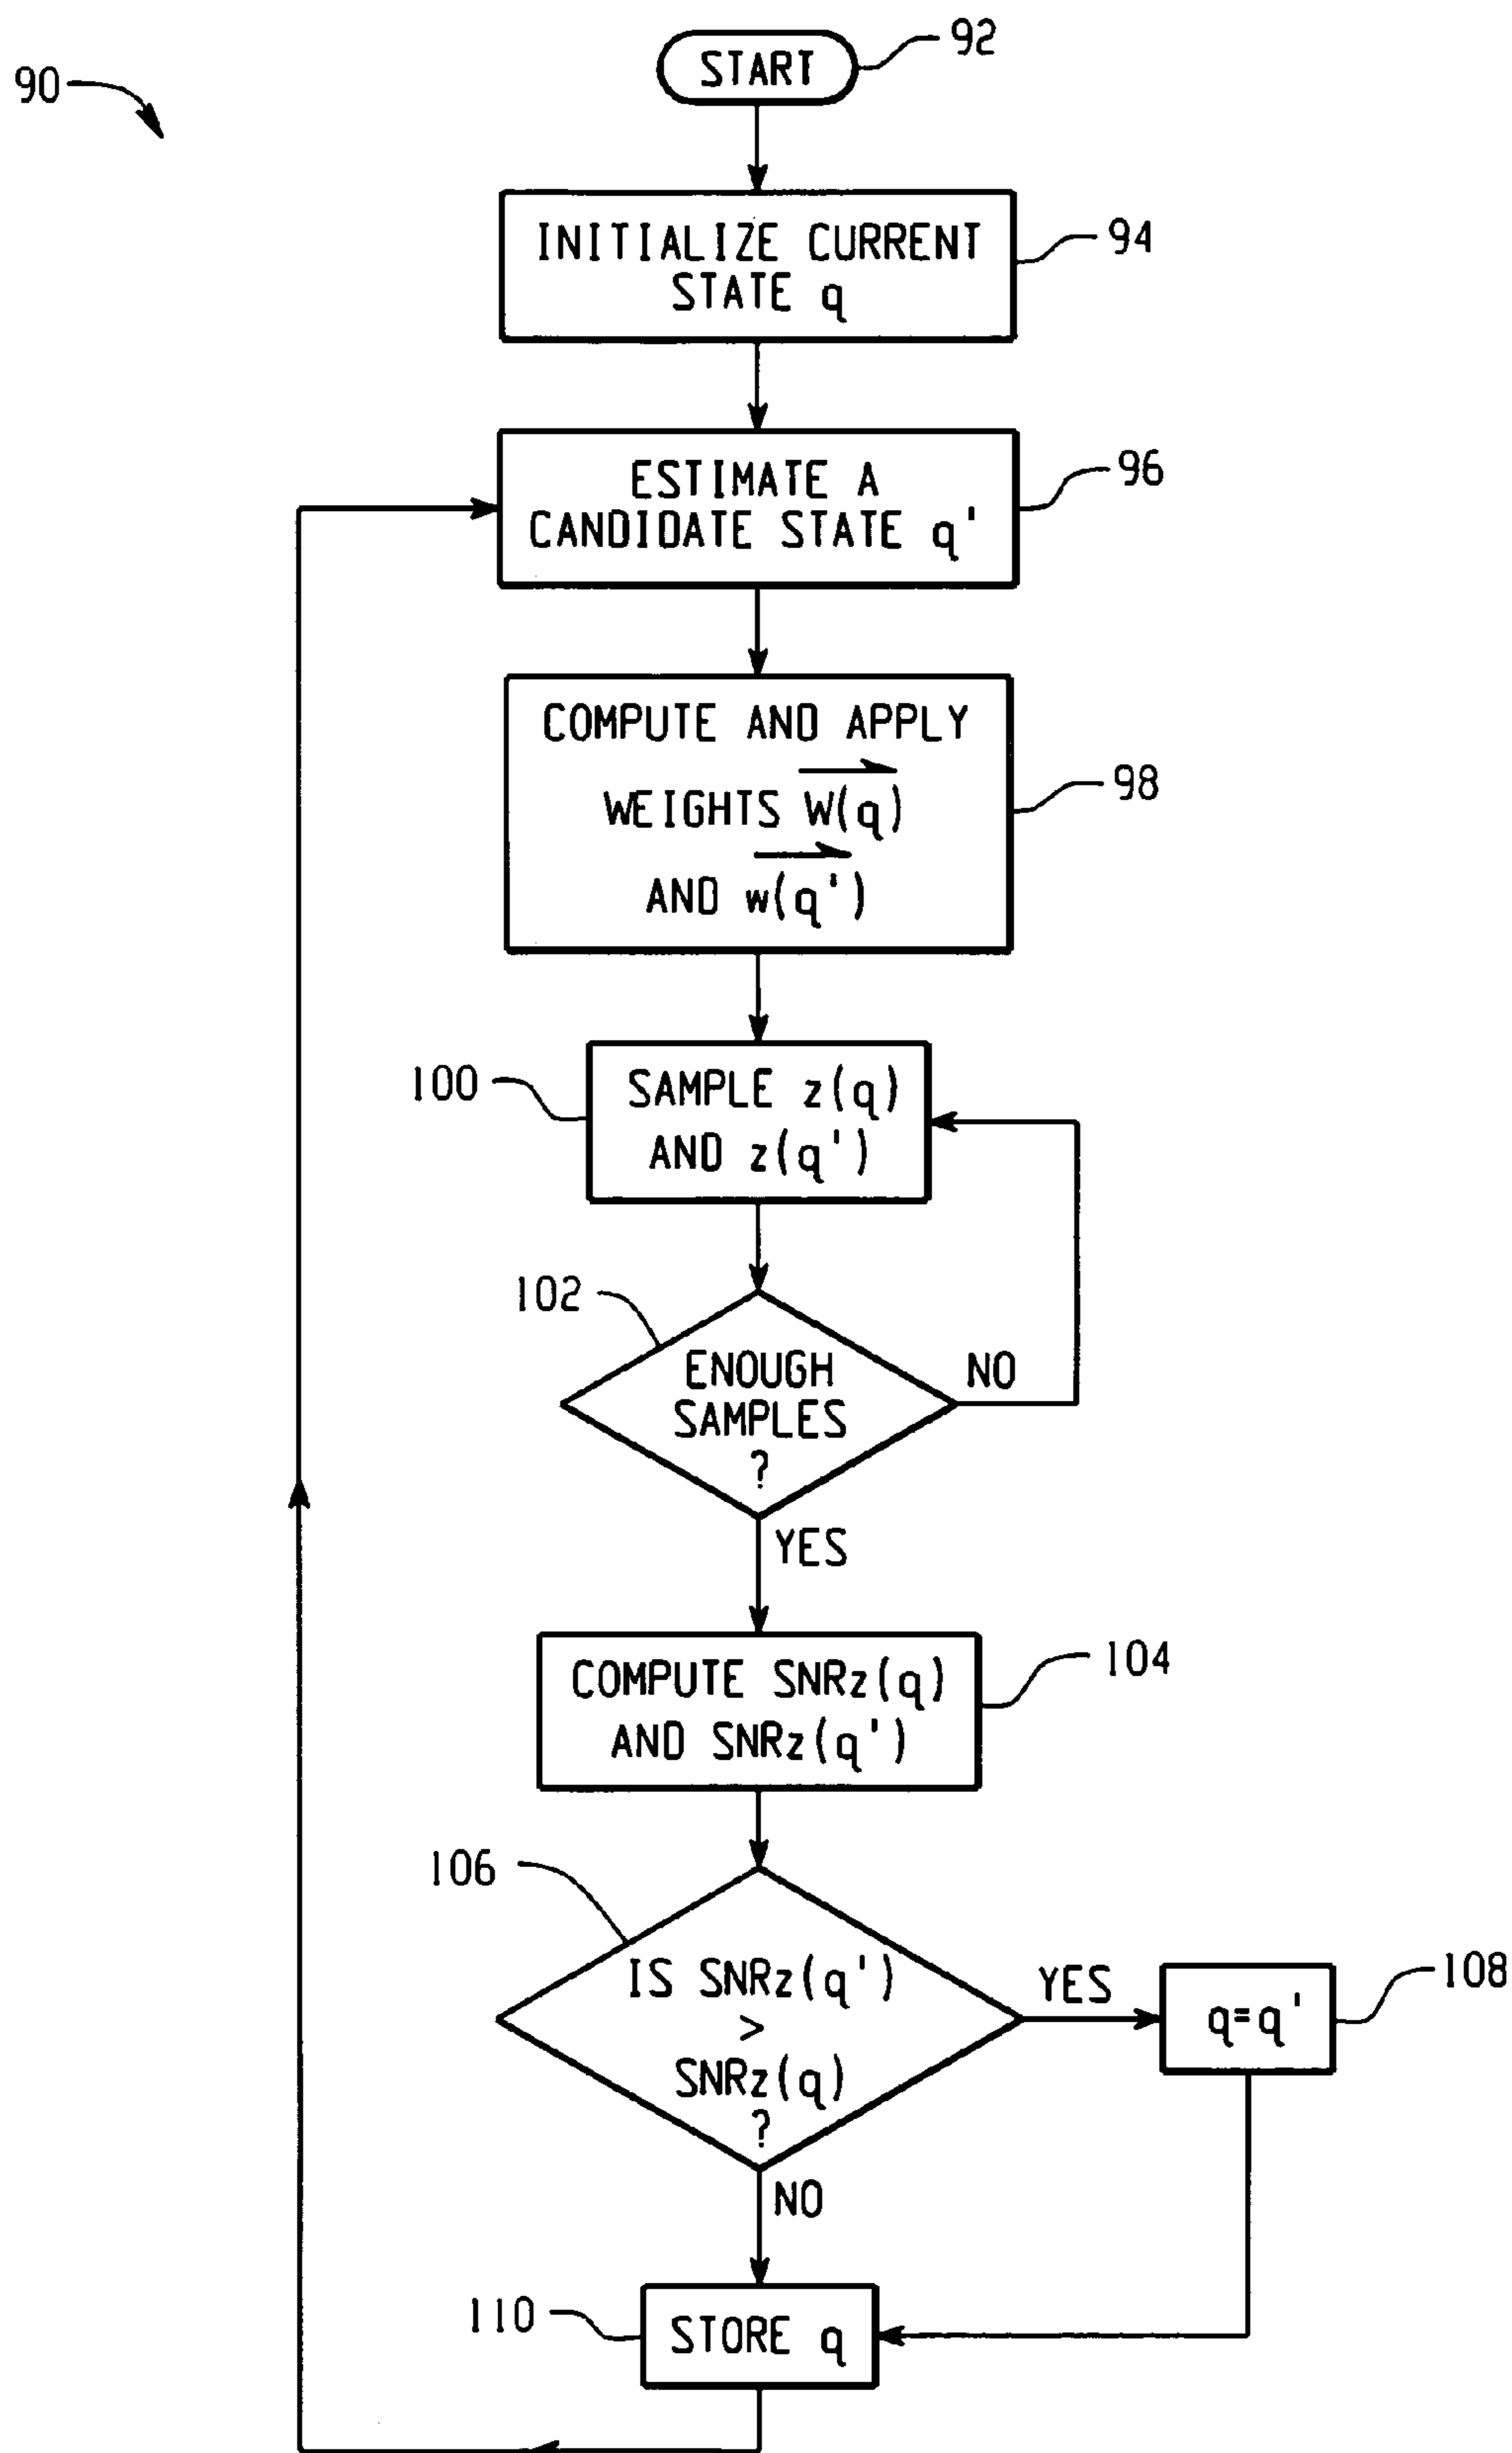 90
START
92
INITIALIZE CURRENT
STATE q
94
ESTIMATE A
CANDIDATE STATE q'
96
COMPUTE AND APPLY
WEIGHTS W(q)
AND w(q')
98
100
SAMPLE z(q)
AND z(q')
102
ENOUGH
SAMPLES
?
NO
YES
COMPUTE SNRz(q)
AND SNRz(q')
104
106
IS SNRz(q')
>
SNRz(q)
?
YES
q=q'
108
NO
110
STORE q